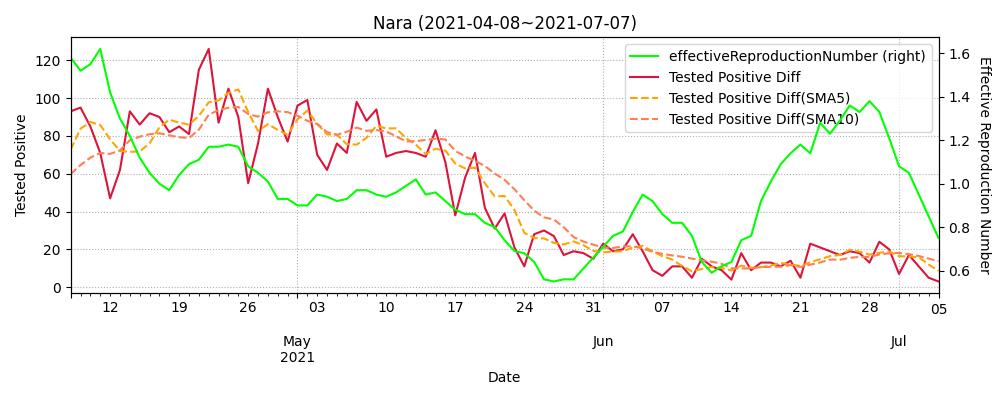 Nara (2021-04-08~2021-07-07)
effectiveReproductionNumber (right)
Tested Positive Diff
Tested Positive Diff(SMA5)
Tested Positive Diff(SMA10)
Tested Positive
120
100
80
60
40
20
0
1.6
1.4
1.2
1.0
0.8
0.6
Effective Reproduction Number
12 19 26 03 10 17 24 31 07 14 21 28 05
May Jun Jul
2021
Date